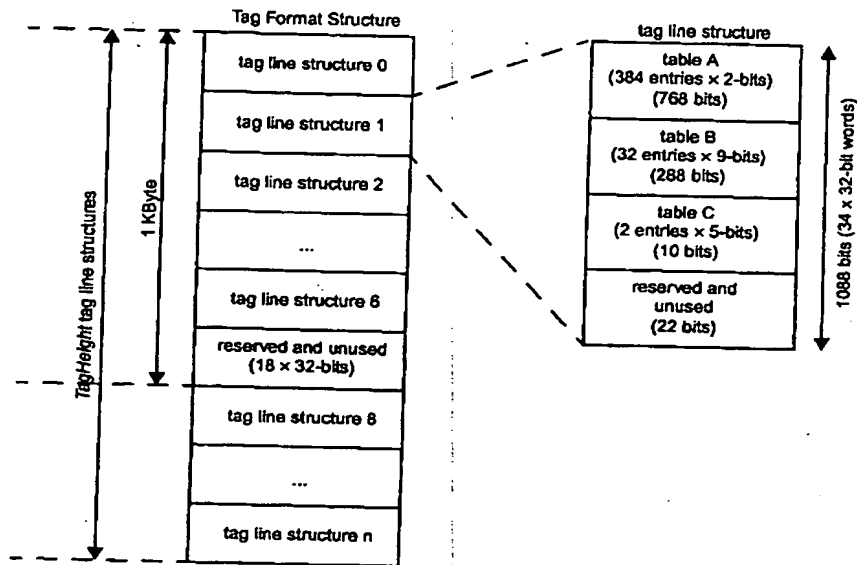 Tag Format Structure
tag line structure 0
tag line structure 1
tag line structure 2
...
tag line structure 6
reserved and unused
(18 × 32-bits)
tag line structure 8
...
tag line structure n
TagHeight tag line structures
1 KByte
tag line structure
table A
(384 entries × 2-bits)
(768 bits)
table B
(32 entries × 9-bits)
(288 bits)
table C
(2 entries × 5-bits)
(10 bits)
reserved and
unused
(22 bits)
1088 bits (34 x 32-bit words)